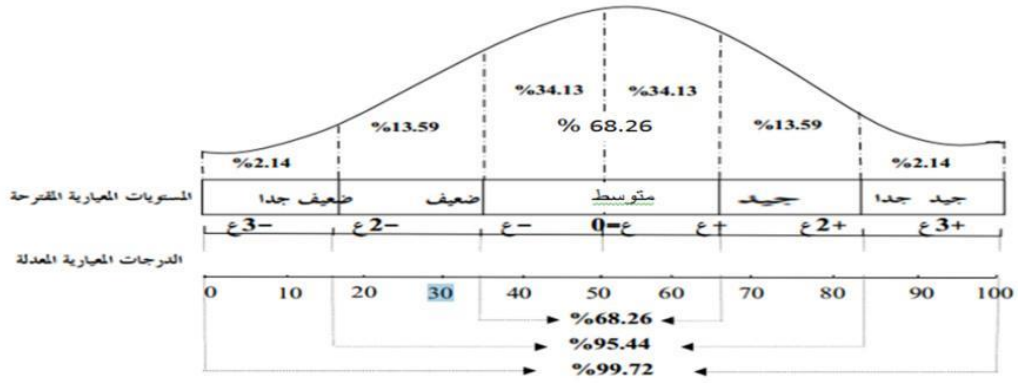 %34.13 %34.13
%13.59 % 68.26 %13.59
%2.14 %2.14
المستويات المعيارية المقترحة ضعيف جدا ضعيف متوسط جيد جيد جدا
3−ع 2−ع −ع ع=0 +ع 2+ع 3+ع
الدرجات المعيارية المعدلة
0 10 20 30 40 50 60 70 80 90 100
%68.26
%95.44
%99.72